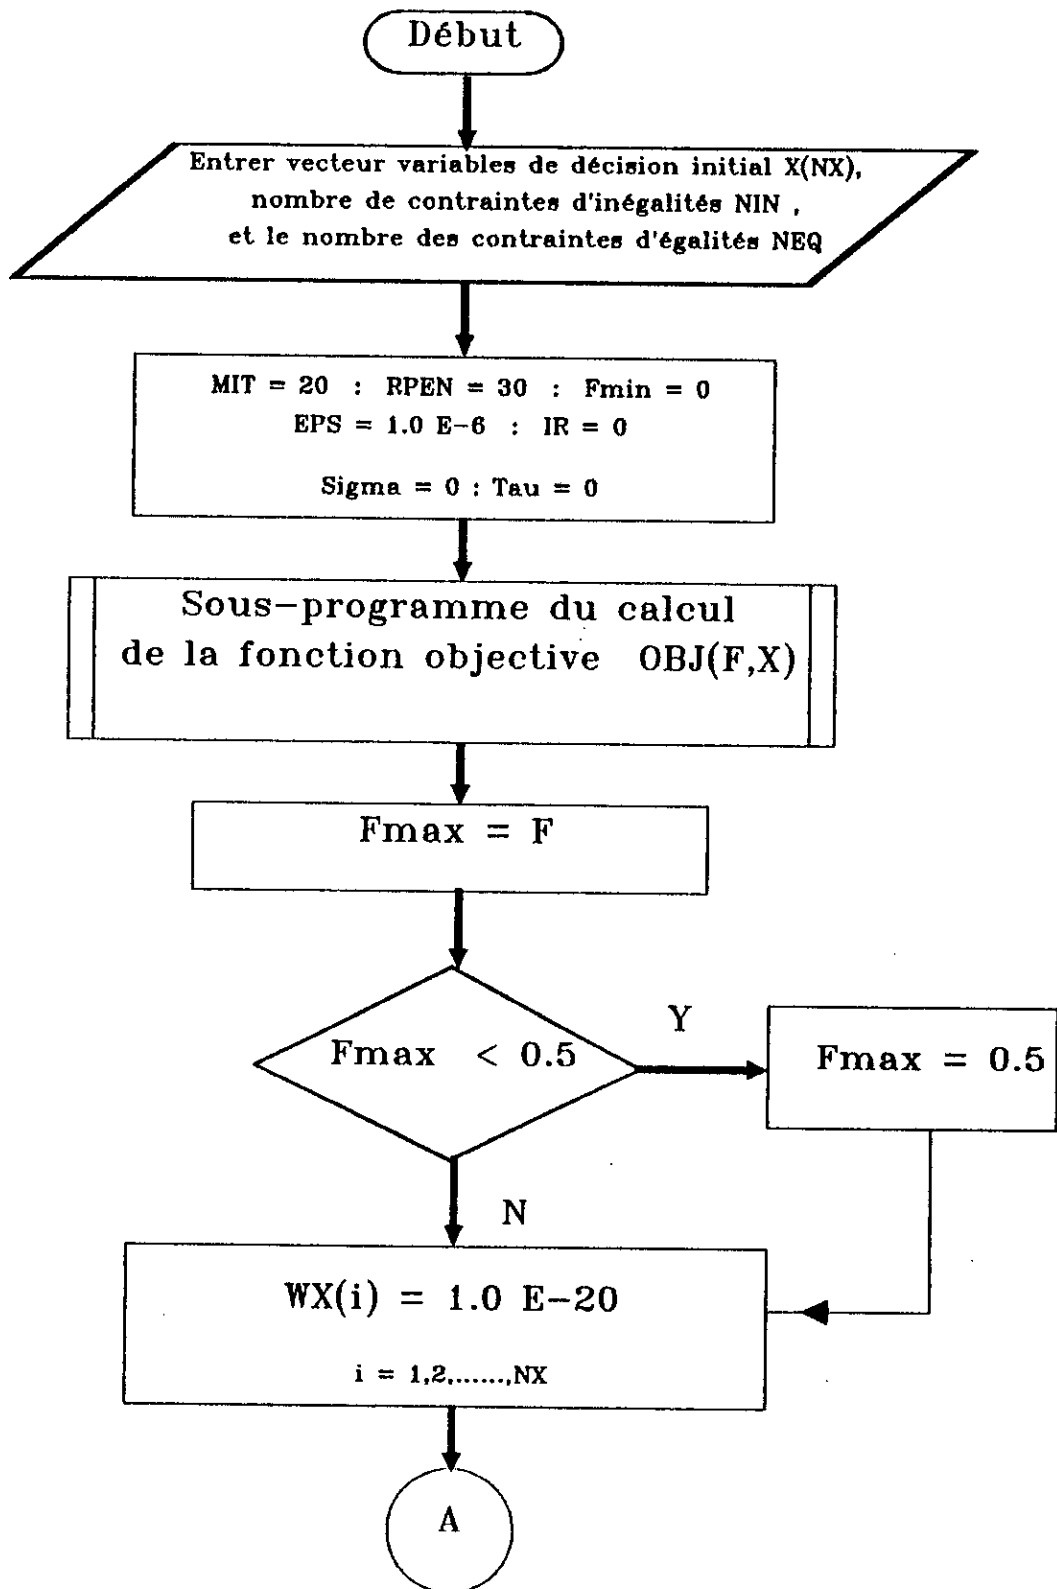 Début
Entrer vecteur variables de décision initial X(NX),
nombre de contraintes d'inégalités NIN ,
et le nombre des contraintes d'égalités NEQ
MIT = 20 : RPEN = 30 : Fmin = 0
EPS = 1.0 E-6 : IR = 0
Sigma = 0 : Tau = 0
Sous-programme du calcul
de la fonction objective OBJ(F,X)
Fmax = F
Fmax < 0.5
Y
Fmax = 0.5
N
WX(i) = 1.0 E-20
i = 1,2,......,NX
A